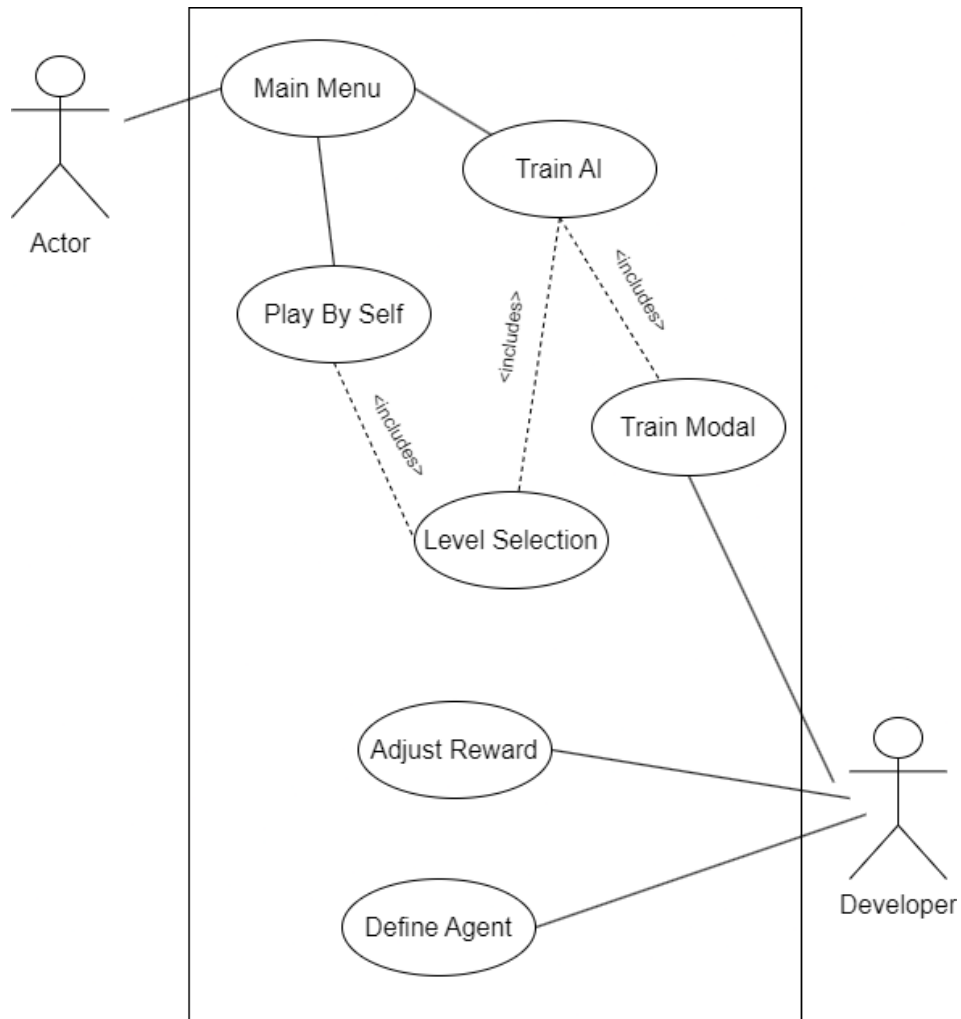 Main Menu
Train AI
Actor
Play By Self
<includes>
<includes>
<includes>
Train Modal
Level Selection
Adjust Reward
Developer
Define Agent